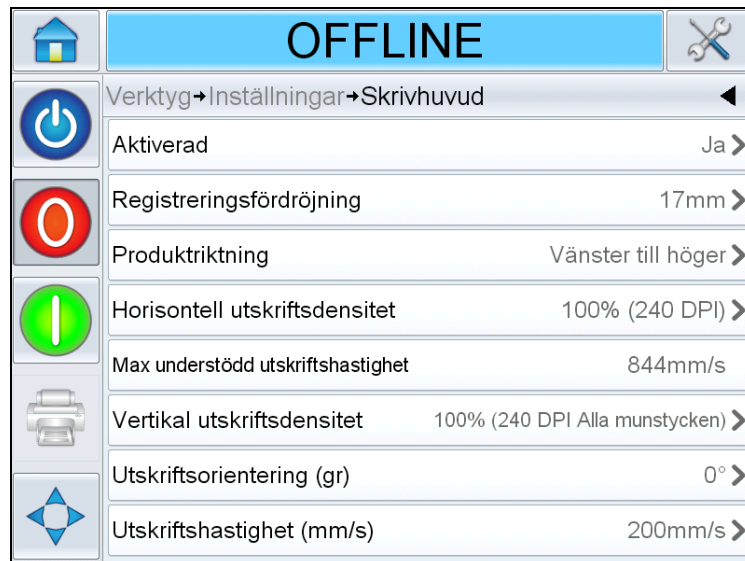 OFFLINE
Verktyg→Inställningar→Skrivhuvud
Aktiverad Ja
Registreringsfördröjning 17mm
Produktriktning Vänster till höger
Horisontell utskriftsdensitet 100% (240 DPI)
Max understödd utskriftshastighet 844mm/s
Vertikal utskriftsdensitet 100% (240 DPI Alla munstycken)
Utskriftsorientering (gr) 0°
Utskriftshastighet (mm/s) 200mm/s